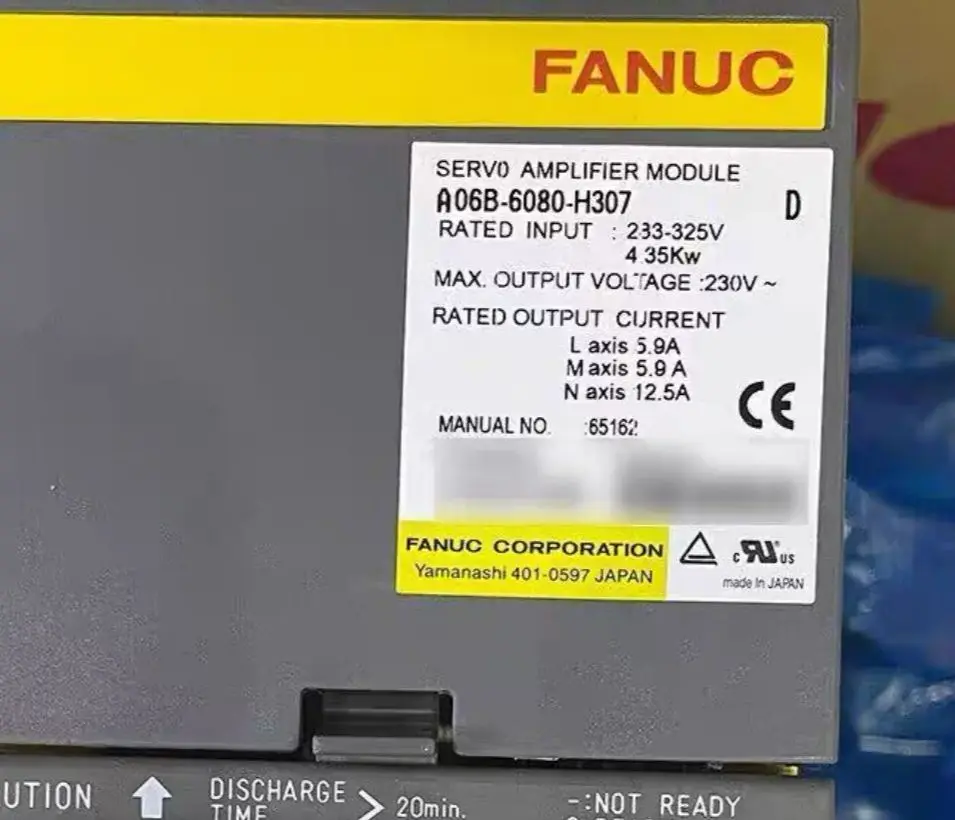 FANUC
SERVO AMPLIFIER MODULE
A06B-6080-H307 D
RATED INPUT : 233-325V
4.35Kw
MAX. OUTPUT VOLTAGE :230V ~
RATED OUTPUT CURRENT
L axis 5.9A
M axis 5.9 A
N axis 12.5A
CE
MANUAL NO. :65162
FANUC CORPORATION
Yamanashi 401-0597 JAPAN
c RU US
made In JAPAN
UTION
DISCHARGE
TIME > 20min.
-:NOT READY